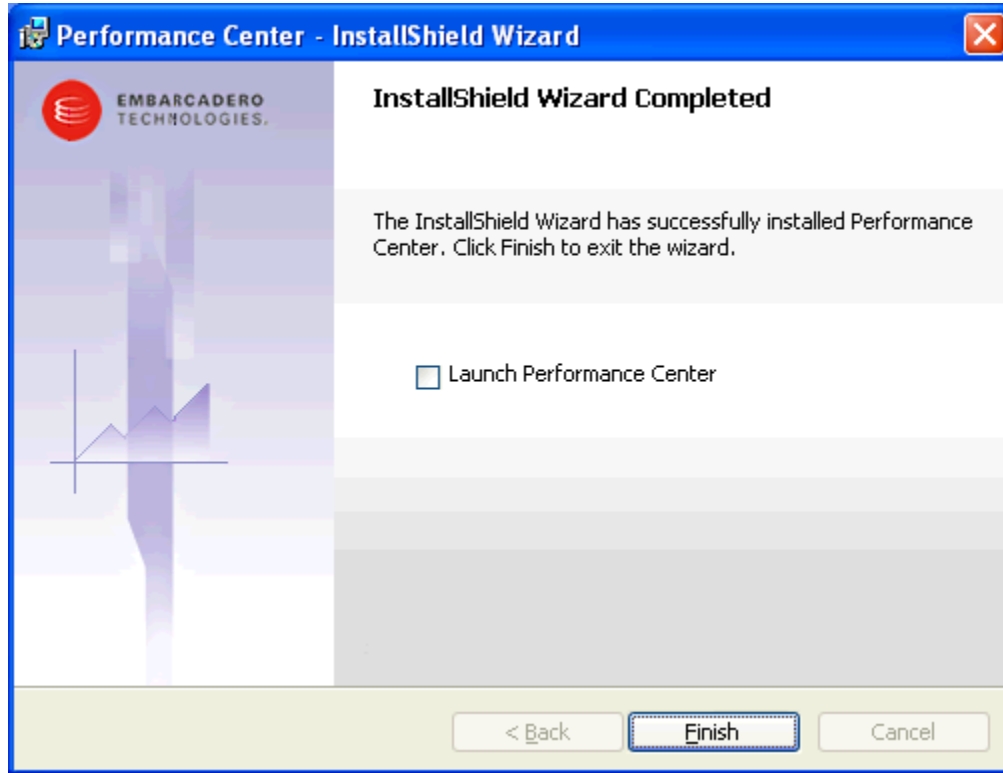 Performance Center - InstallShield Wizard
EMBARCADERO
TECHNOLOGIES.
InstallShield Wizard Completed
The InstallShield Wizard has successfully installed Performance
Center. Click Finish to exit the wizard.
Launch Performance Center
< Back
Finish
Cancel